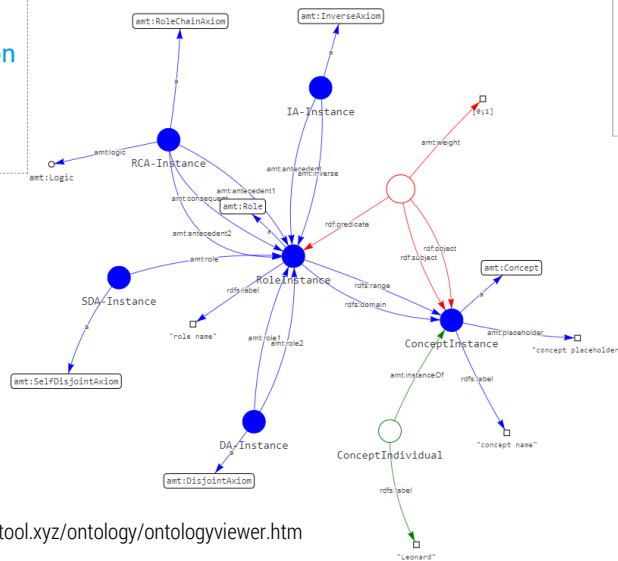 on
amt:RoleChainAxiom
amt:InverseAxiom
a
a
IA-Instance
[0;1]
amt:weight
amt:logic
RCA-Instance
amt:Logic
amt:antecedent
amt:inverse
amt:antecedent1
amt:consequent
amt:Role
amt:antecedent2
a
rdf:predicate
rdf:object
rdf:subject
amt:role
RoleInstance
amt:Concept
rdfs:range
a
SDA-Instance
rdfs:label
rdfs:domain
"role name"
amt:placeholder
a
amt:role1
amt:role2
ConceptInstance
"concept placeholder
amt:SelfDisjointAxiom
amt:instanceOf
rdfs:label
DA-Instance
a
"concept name"
ConceptIndividual
amt:DisjointAxiom
rdfs:label
tool.xyz/ontology/ontologyviewer.htm
"Leonard"